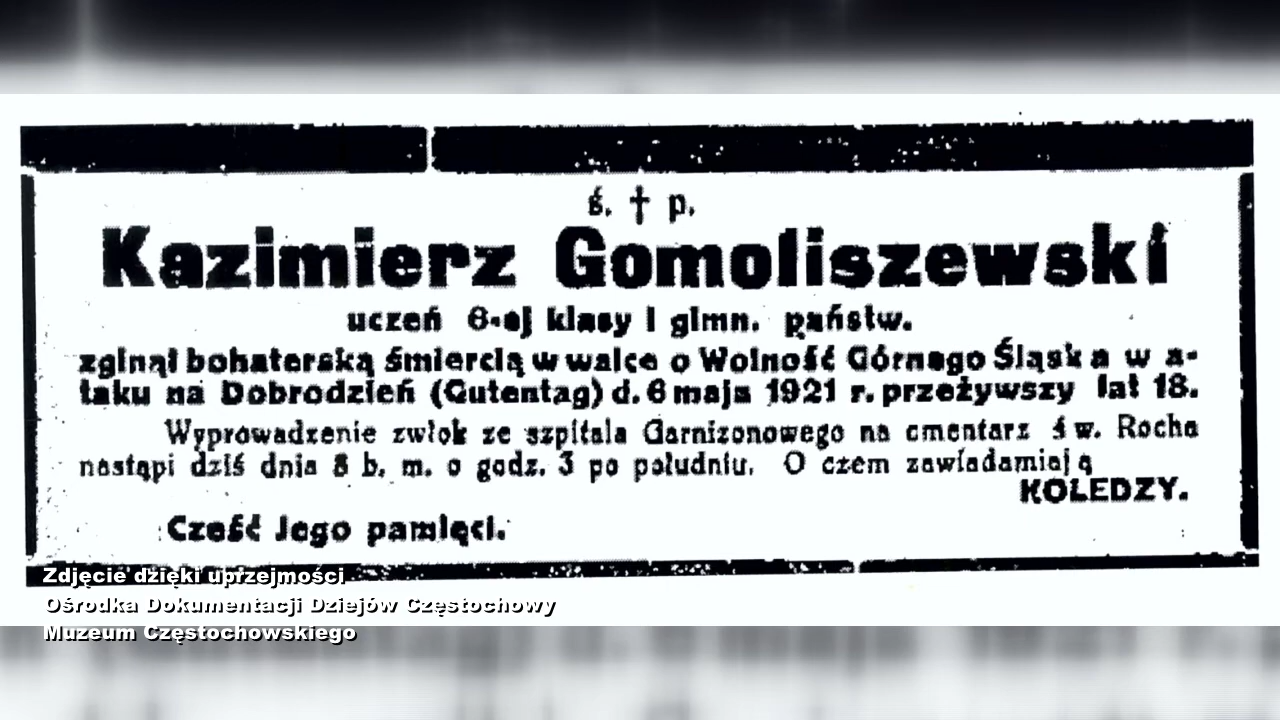 ś. † p.
Kazimierz Gomoliszewski
uczeń 6-ej klasy I gimn. państw.
zginął bohaterską śmiercią w walce o Wolność Górnego Śląska w a-
taku na Dobrodzień (Gutentag) d. 6 maja 1921 r. przeżywszy lat 18.
Wyprowadzenie zwłok ze szpitala Garnizonowego na cmentarz św. Rocha
nastąpi dziś dnia 8 b. m. o godz. 3 po południu. O czem zawiadamiają
KOLEDZY.
Cześć Jego pamięci.
Zdjęcie dzięki uprzejmości
Ośrodka Dokumentacji Dziejów Częstochowy
Muzeum Częstochowskiego